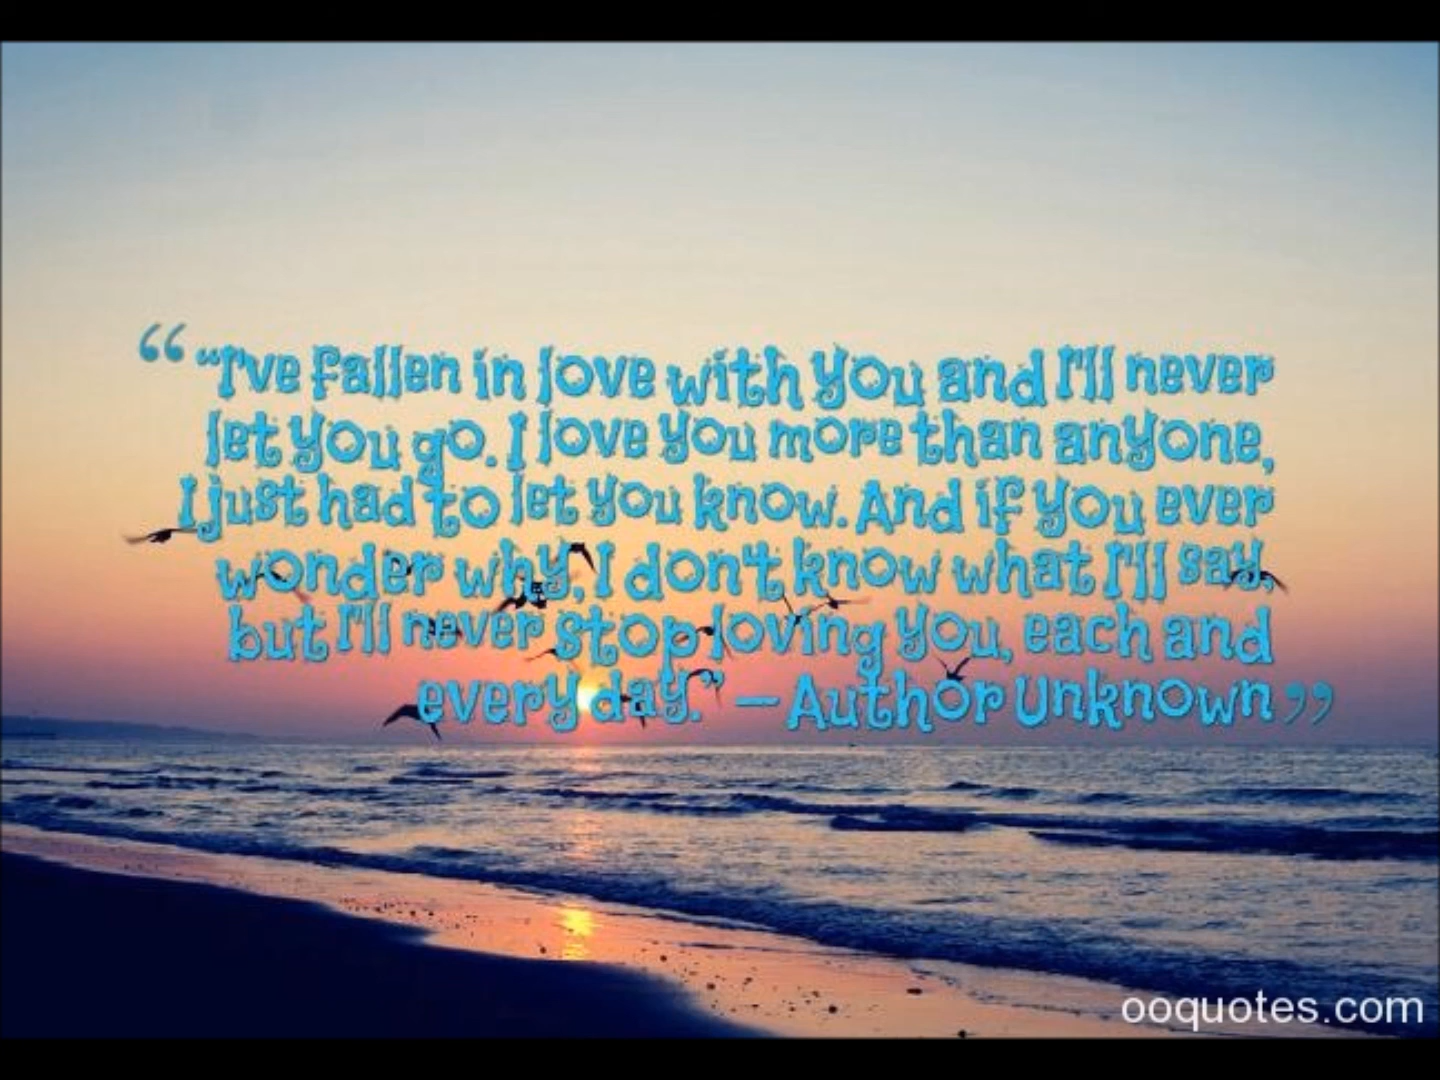 “ “I've fallen in love with you and I'll never
let you go. I love you more than anyone,
I just had to let you know. And if you ever
wonder why, I don't know what I'll say,
but I'll never stop loving you, each and
every day.” — Author Unknown ”
ooquotes.com